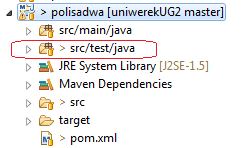 > polisadwa [uniwerekUG2 master]
src/main/java
> src/test/java
JRE System Library [J2SE-1.5]
Maven Dependencies
> src
target
> pom.xml